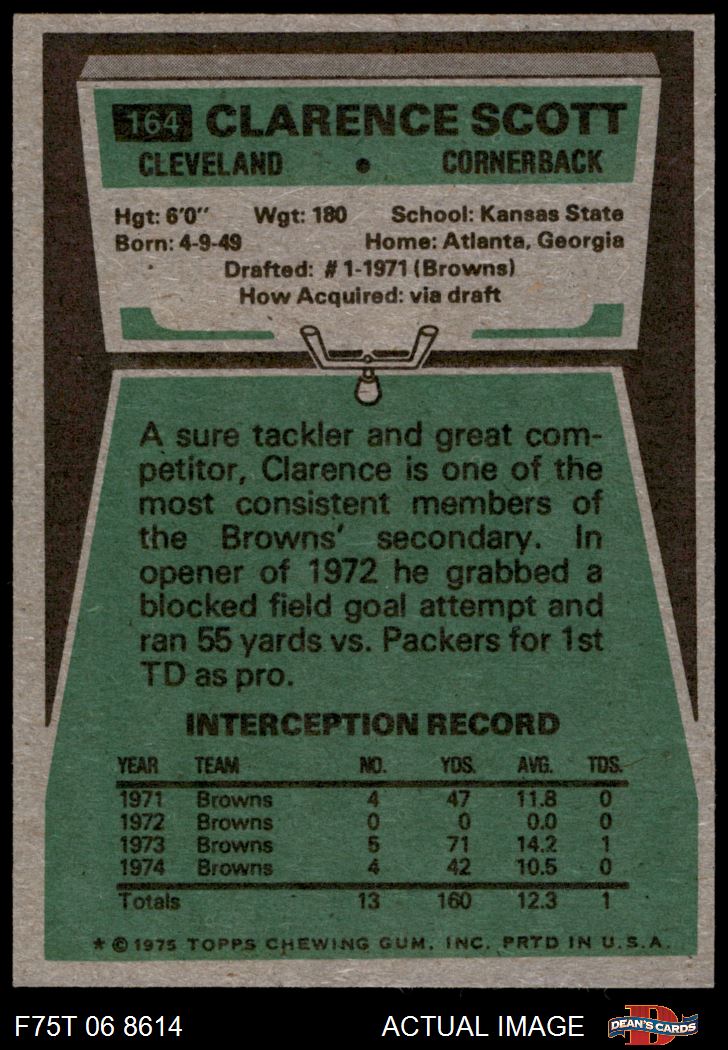 164 CLARENCE SCOTT
CLEVELAND • CORNERBACK
Hgt: 6'0" Wgt: 180 School: Kansas State
Born: 4-9-49 Home: Atlanta, Georgia
Drafted: #1-1971 (Browns)
How Acquired: via draft
A sure tackler and great com-
petitor, Clarence is one of the
most consistent members of
the Browns' secondary. In
opener of 1972 he grabbed a
blocked field goal attempt and
ran 55 yards vs. Packers for 1st
TD as pro.
INTERCEPTION RECORD
YEAR TEAM NO. YDS. AVG. TDS.
1971 Browns 4 47 11.8 0
1972 Browns 0 0 0.0 0
1973 Browns 5 71 14.2 1
1974 Browns 4 42 10.5 0
Totals 13 160 12.3 1
* © 1975 TOPPS CHEWING GUM, INC. PRTD IN U.S.A.
F75T 06 8614 ACTUAL IMAGE D DEAN'S CARDS